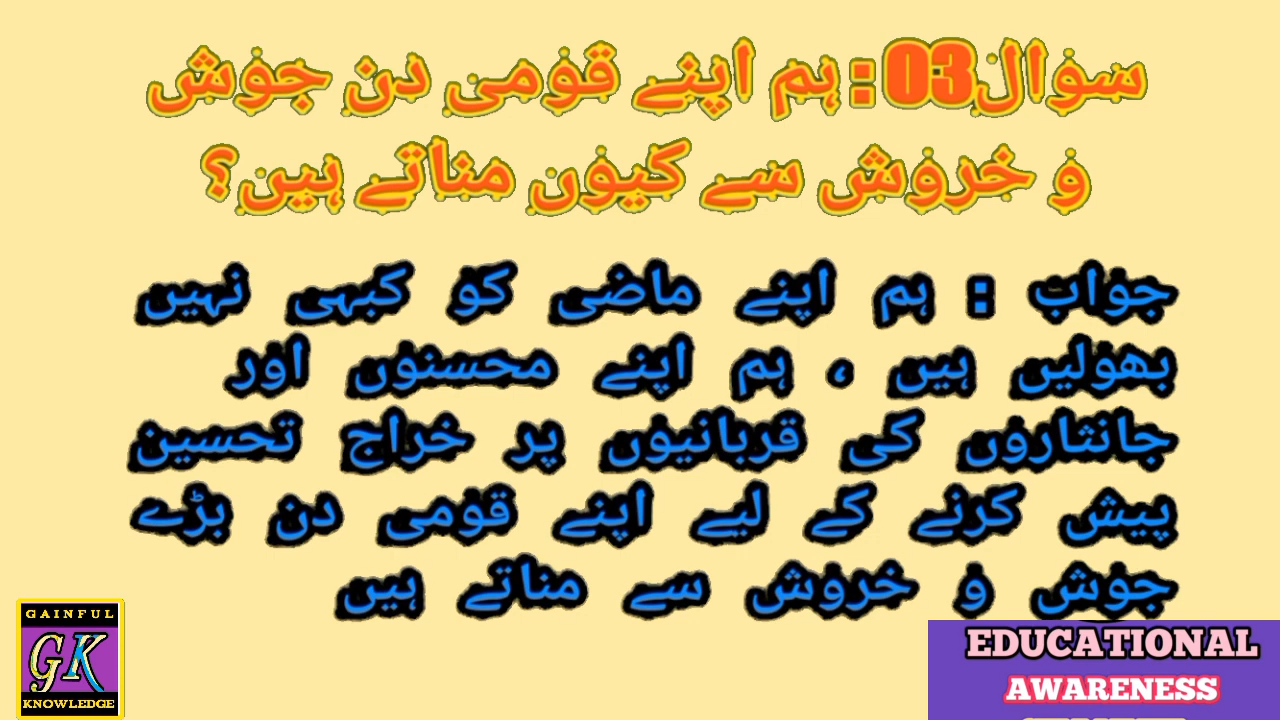 سوال03: ہم اپنے قومی دن جوش
و خروش سے کیوں مناتے ہیں؟
جواب : ہم اپنے ماضی کو کبہی نہیں
بھولیں ہیں ، ہم اپنے محسنوں اور
جانثاروں کی قربانیوں پر خراج تحسین
پیش کرنے کے لیے اپنے قومی دن بڑے
جوش و خروش سے مناتے ہیں
GAINFUL
GK
KNOWLEDGE
EDUCATIONAL
AWARENESS